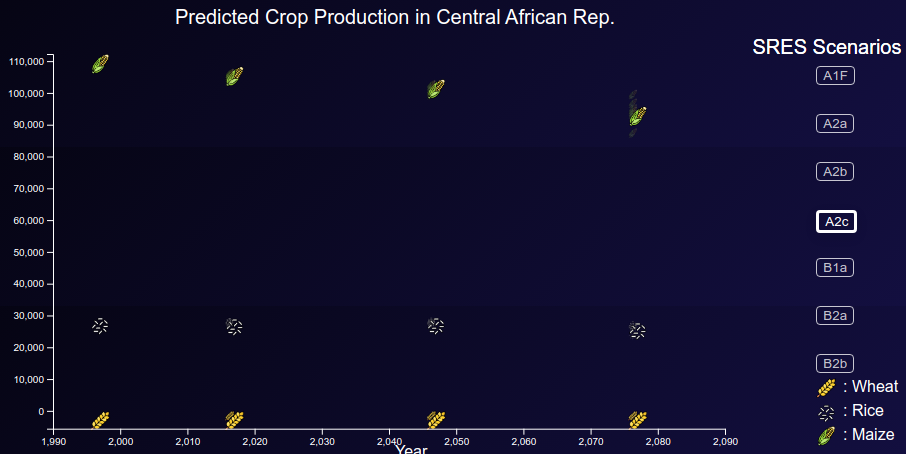 Predicted Crop Production in Central African Rep.
SRES Scenarios
110,000
100,000
90,000
80,000
70,000
60,000
50,000
40,000
30,000
20,000
10,000
0
1,990
2,000
2,010
2,020
2,030
2,040
2,050
2,060
2,070
2,080
2,090
Year
A1F
A2a
A2b
A2c
B1a
B2a
B2b
: Wheat
: Rice
: Maize